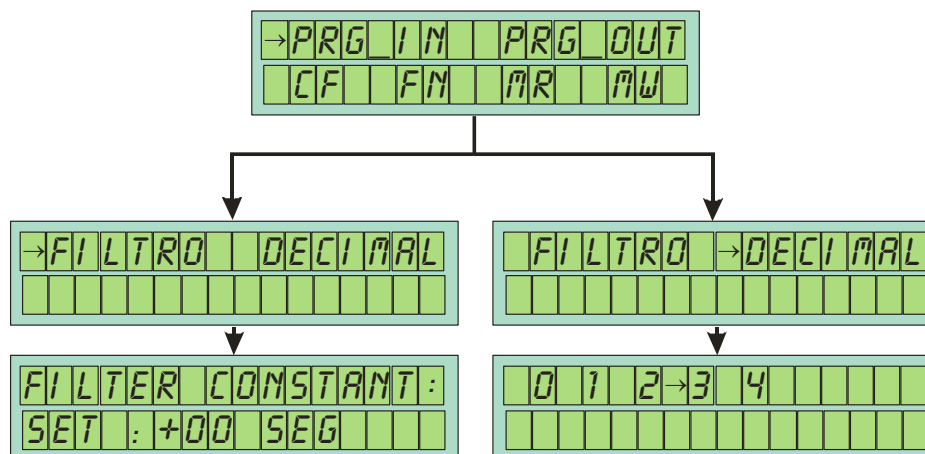 →PRG_IN PRG_OUT
CF FN MR MW
→FILTRO DECIMAL
FILTRO →DECIMAL
FILTER CONSTANT:
SET :+00 SEG
0 1 2→3 4